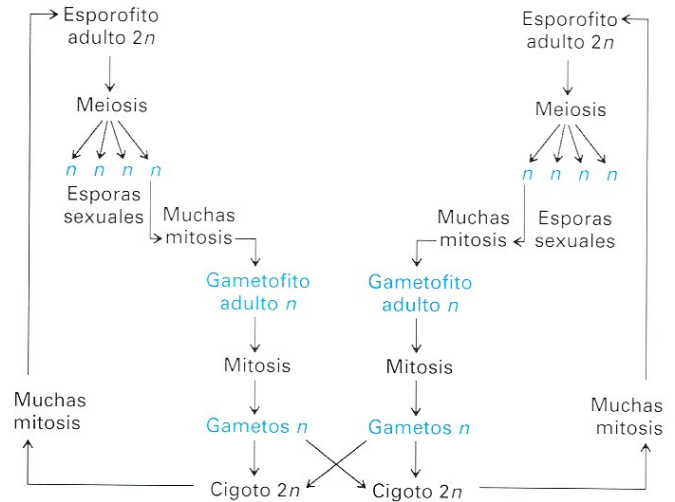 Esporofito
adulto 2n
Meiosis
n n n n
Esporas
sexuales
Muchas
mitosis
Gametofito
adulto n
Mitosis
Gametos n
Cigoto 2n
Muchas
mitosis
Esporofito
adulto 2n
Meiosis
n n n n
Esporas
sexuales
Muchas
mitosis
Gametofito
adulto n
Mitosis
Gametos n
Cigoto 2n
Muchas
mitosis